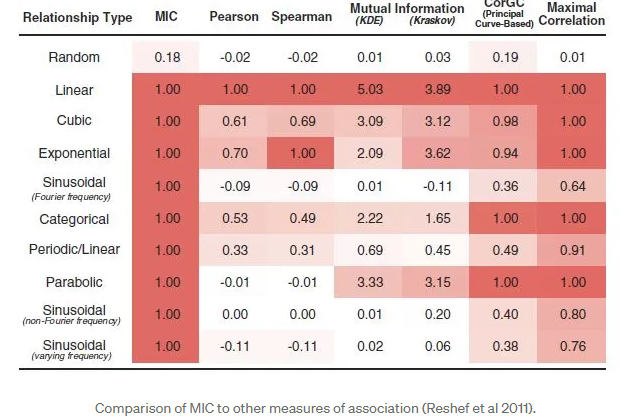 Relationship Type MIC Pearson Spearman Mutual Information (KDE) (Kraskov) CorGC (Principal Curve-Based) Maximal Correlation
Random 0.18 -0.02 -0.02 0.01 0.03 0.19 0.01
Linear 1.00 1.00 1.00 5.03 3.89 1.00 1.00
Cubic 1.00 0.61 0.69 3.09 3.12 0.98 1.00
Exponential 1.00 0.70 1.00 2.09 3.62 0.94 1.00
Sinusoidal (Fourier frequency) 1.00 -0.09 -0.09 0.01 -0.11 0.36 0.64
Categorical 1.00 0.53 0.49 2.22 1.65 1.00 1.00
Periodic/Linear 1.00 0.33 0.31 0.69 0.45 0.49 0.91
Parabolic 1.00 -0.01 -0.01 3.33 3.15 1.00 1.00
Sinusoidal (non-Fourier frequency) 1.00 0.00 0.00 0.01 0.20 0.40 0.80
Sinusoidal (varying frequency) 1.00 -0.11 -0.11 0.02 0.06 0.38 0.76
Comparison of MIC to other measures of association (Reshef et al 2011).